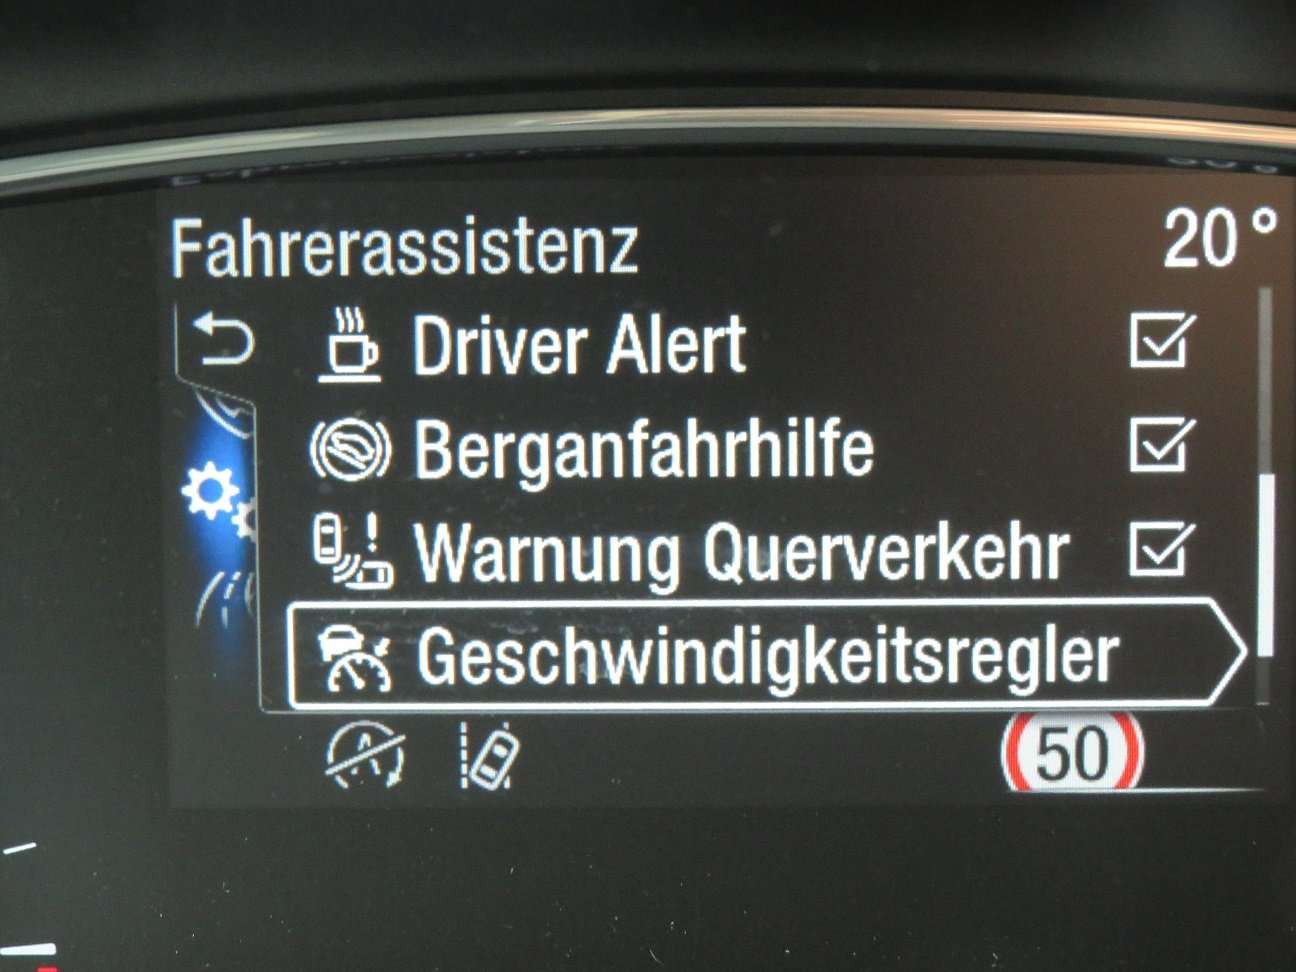 Fahrerassistenz 20°
Driver Alert
Berganfahrhilfe
Warnung Querverkehr
Geschwindigkeitsregler
50